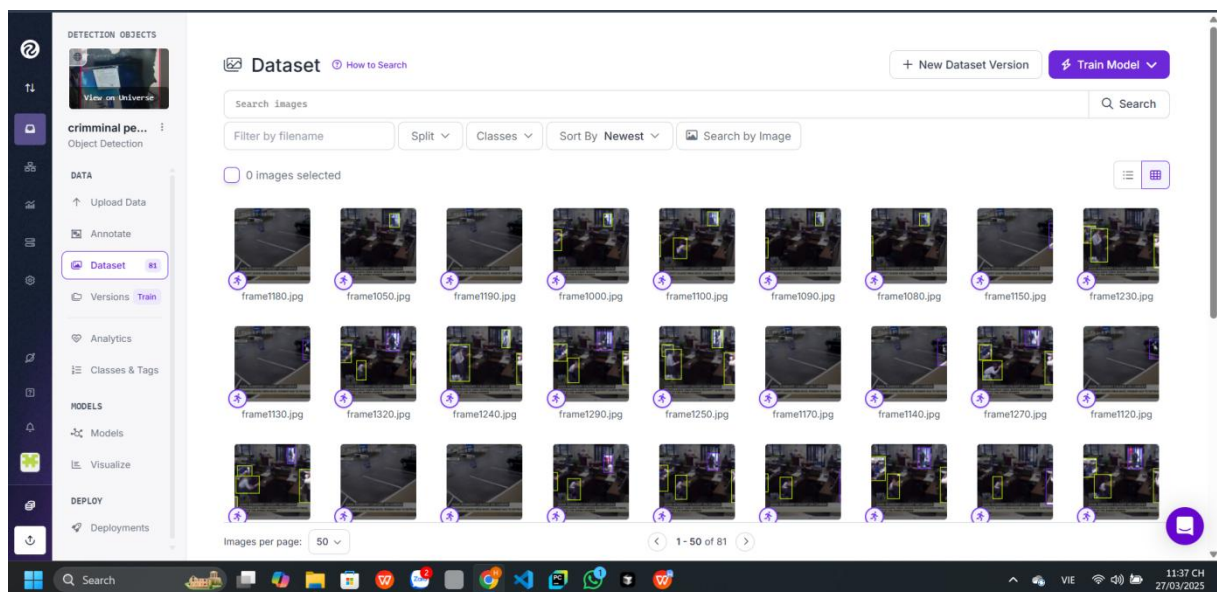 DETECTION OBJECTS
View on Universe
crimminal pe...
Object Detection
DATA
Upload Data
Annotate
Dataset 81
Versions Train
Analytics
Classes & Tags
MODELS
Models
Visualize
DEPLOY
Deployments
Dataset How to Search
+ New Dataset Version
Train Model
Search images
Search
Filter by filename
Split
Classes
Sort By Newest
Search by Image
0 images selected
frame1180.jpg frame1050.jpg frame1190.jpg frame1000.jpg frame1100.jpg frame1090.jpg frame1080.jpg frame1150.jpg frame1230.jpg
frame1130.jpg frame1320.jpg frame1240.jpg frame1290.jpg frame1250.jpg frame1170.jpg frame1140.jpg frame1270.jpg frame1120.jpg
Images per page: 50
1 - 50 of 81
Search
Zalo 2
1
VIE
11:37 CH
27/03/2025